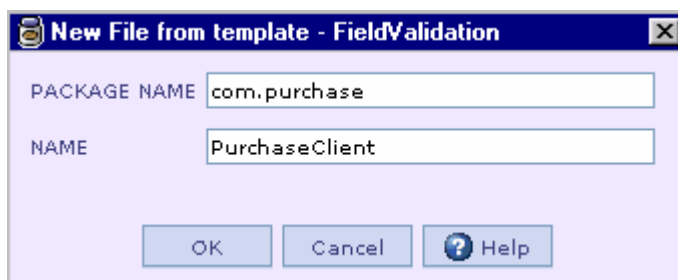 New File from template - FieldValidation
PACKAGE NAME com.purchase
NAME PurchaseClient
OK Cancel Help